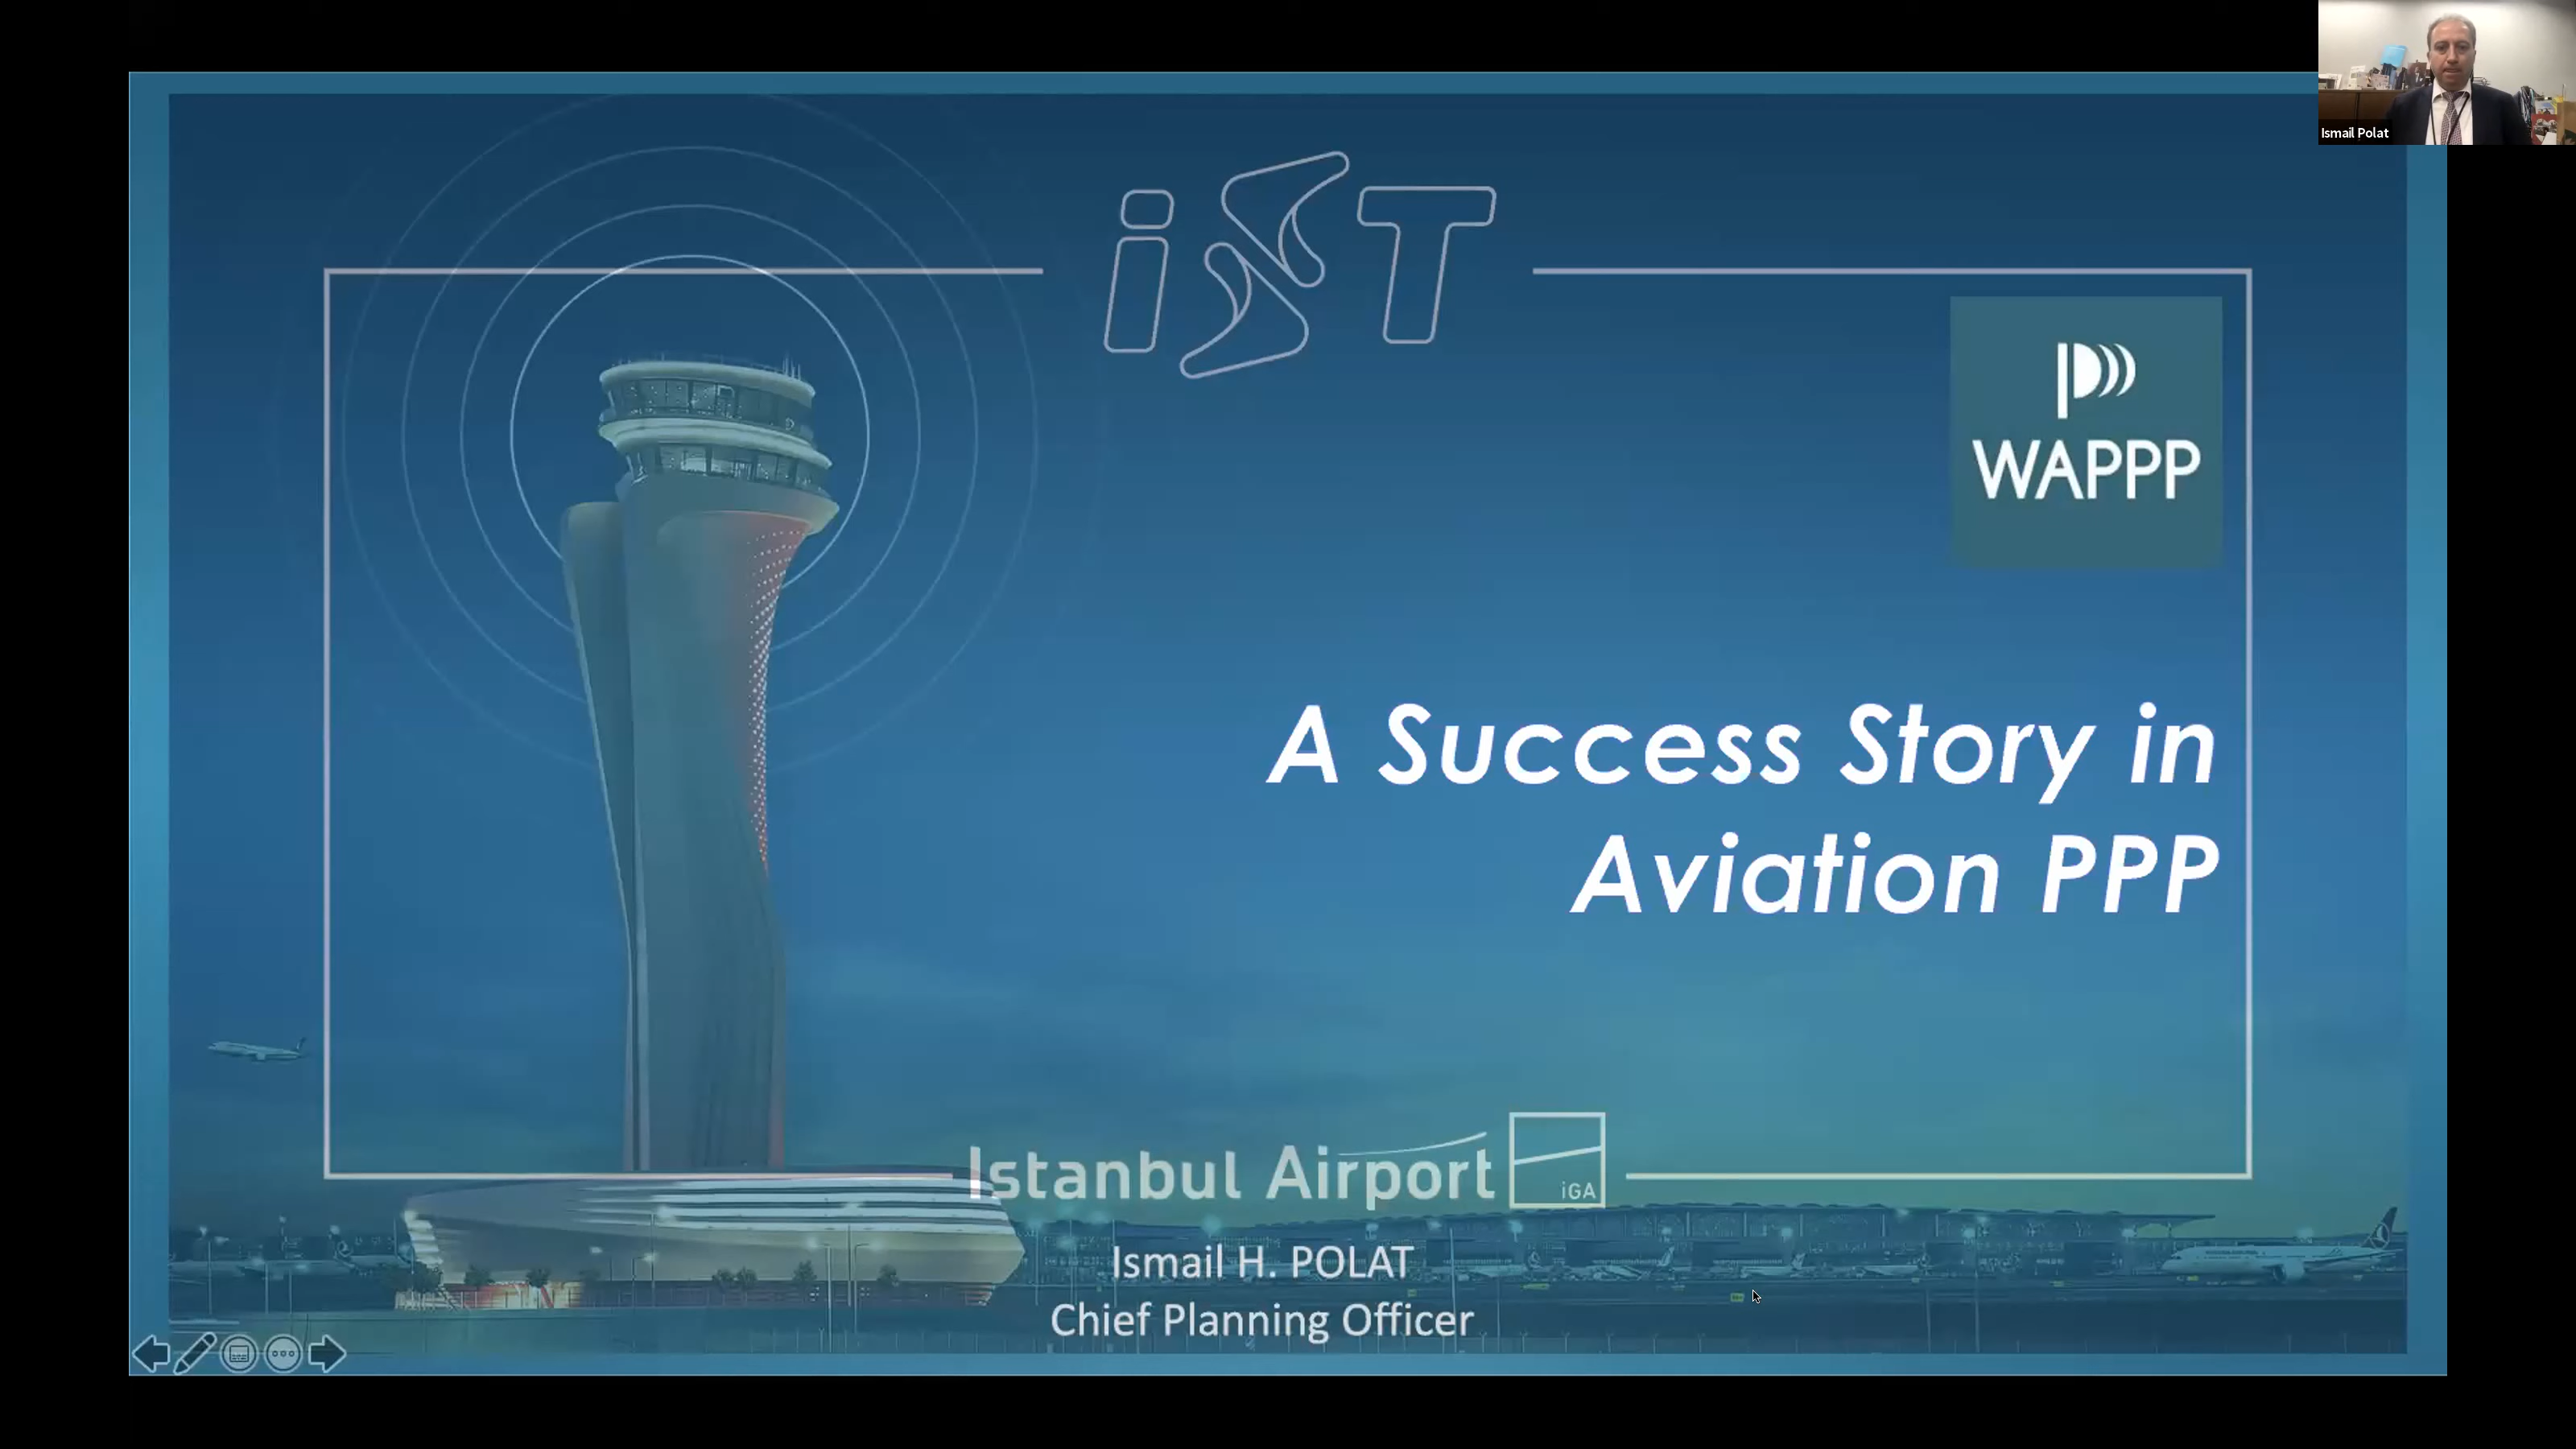 Ismail Polat
iST
WAPPP
A Success Story in
Aviation PPP
Istanbul Airport
iGA
Ismail H. POLAT
Chief Planning Officer